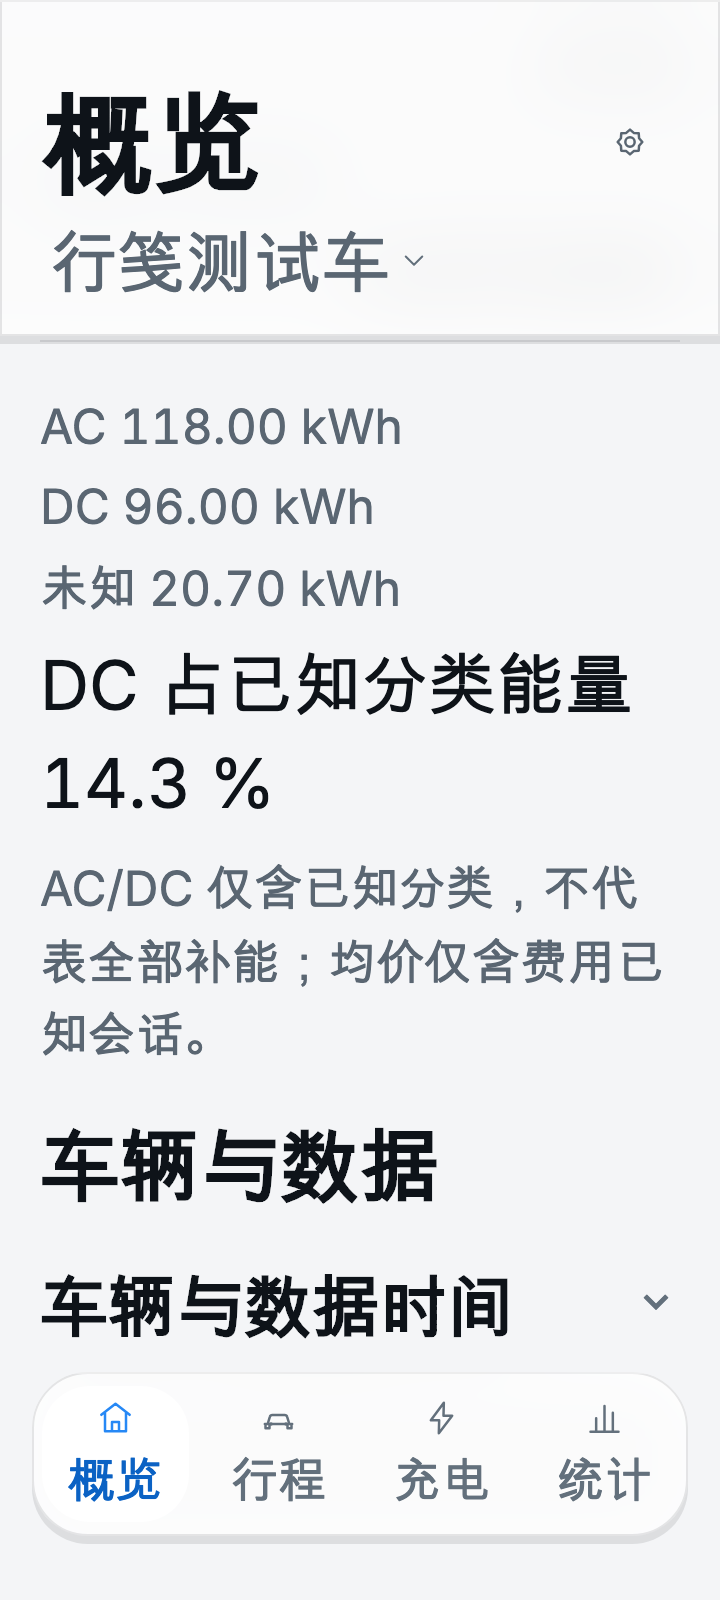 概览
行笺测试车
AC 118.00 kWh
DC 96.00 kWh
未知 20.70 kWh
DC 占已知分类能量
14.3 %
AC/DC 仅含已知分类，不代
表全部补能；均价仅含费用已
知会话。
车辆与数据
车辆与数据时间
概览 行程 充电 统计